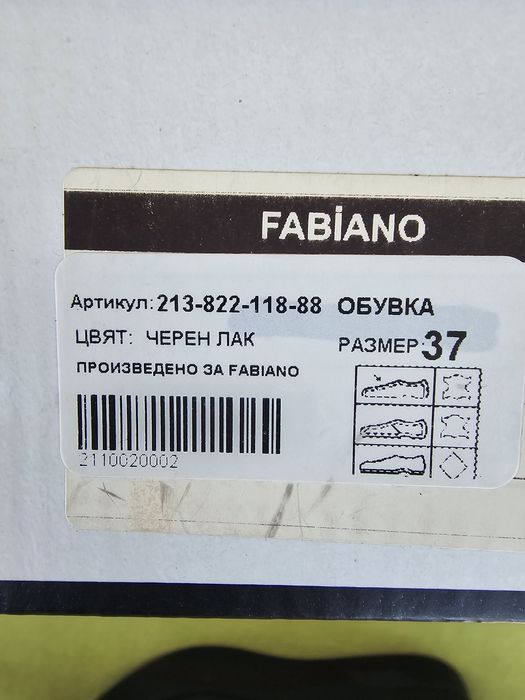 FABİANO
Артикул: 213-822-118-88 ОБУВКА
ЦВЯТ: ЧЕРЕН ЛАК
РАЗМЕР: 37
ПРОИЗВЕДЕНО ЗА FABIANO
2110020002